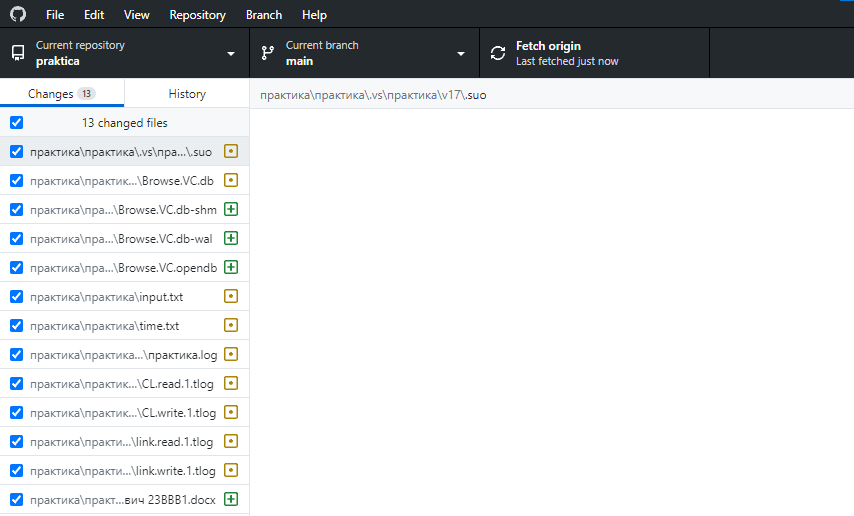 File Edit View Repository Branch Help
Current repository
praktica
Current branch
main
Fetch origin
Last fetched just now
Changes 13 History
практика\практика\.vs\практика\v17\.suo
13 changed files
практика\практика\.vs\пра...\.suo
практика\практик...\Browse.VC.db
практика\пра...\Browse.VC.db-shm
практика\пра...\Browse.VC.db-wal
практика\пра...\Browse.VC.opendb
практика\практика\input.txt
практика\практика\time.txt
практика\практика...\практика.log
практика\практик...\CL.read.1.tlog
практика\практик...\CL.write.1.tlog
практика\практи...\link.read.1.tlog
практика\практи...\link.write.1.tlog
практика\практ...вич 23ВВВ1.docx